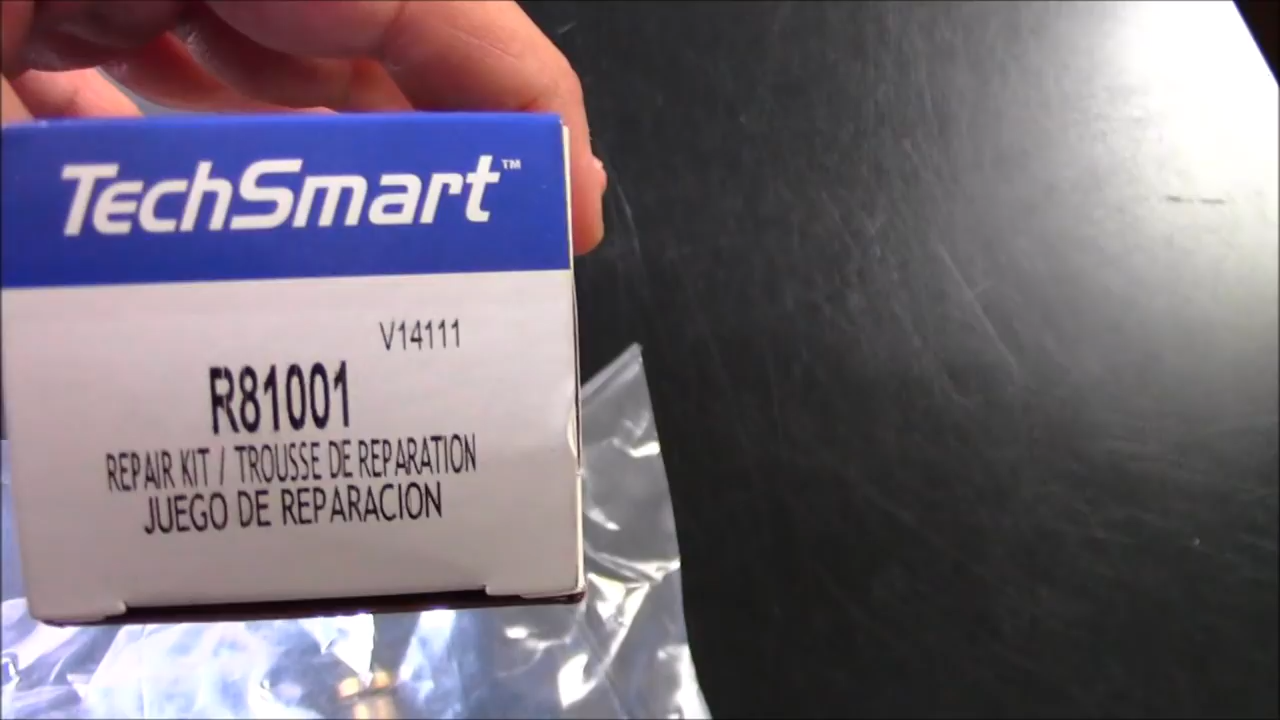 TechSmart™
V14111
R81001
REPAIR KIT / TROUSSE DE REPARATION
JUEGO DE REPARACION